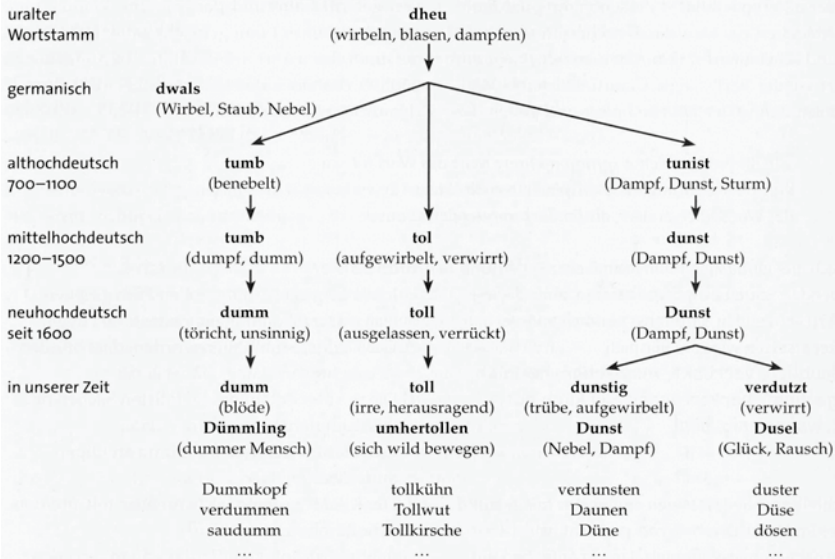 uralter
Wortstamm
dheu
(wirbeln, blasen, dampfen)
germanisch
dwals
(Wirbel, Staub, Nebel)
althochdeutsch
700–1100
tumb
(benebelt)
tunist
(Dampf, Dunst, Sturm)
mittelhochdeutsch
1200–1500
tumb
(dumpf, dumm)
tol
(aufgewirbelt, verwirrt)
dunst
(Dampf, Dunst)
neuhochdeutsch
seit 1600
dumm
(töricht, unsinnig)
toll
(ausgelassen, verrückt)
Dunst
(Dampf, Dunst)
in unserer Zeit
dumm
(blöde)
Dümmling
(dummer Mensch)
toll
(irre, herausragend)
umhertollen
(sich wild bewegen)
dunstig
(trübe, aufgewirbelt)
Dunst
(Nebel, Dampf)
verdutzt
(verwirrt)
Dusel
(Glück, Rausch)
Dummkopf
verdummen
saudumm
...
tollkühn
Tollwut
Tollkirsche
...
verdunsten
Daunen
Düne
...
duster
Düse
dösen
...